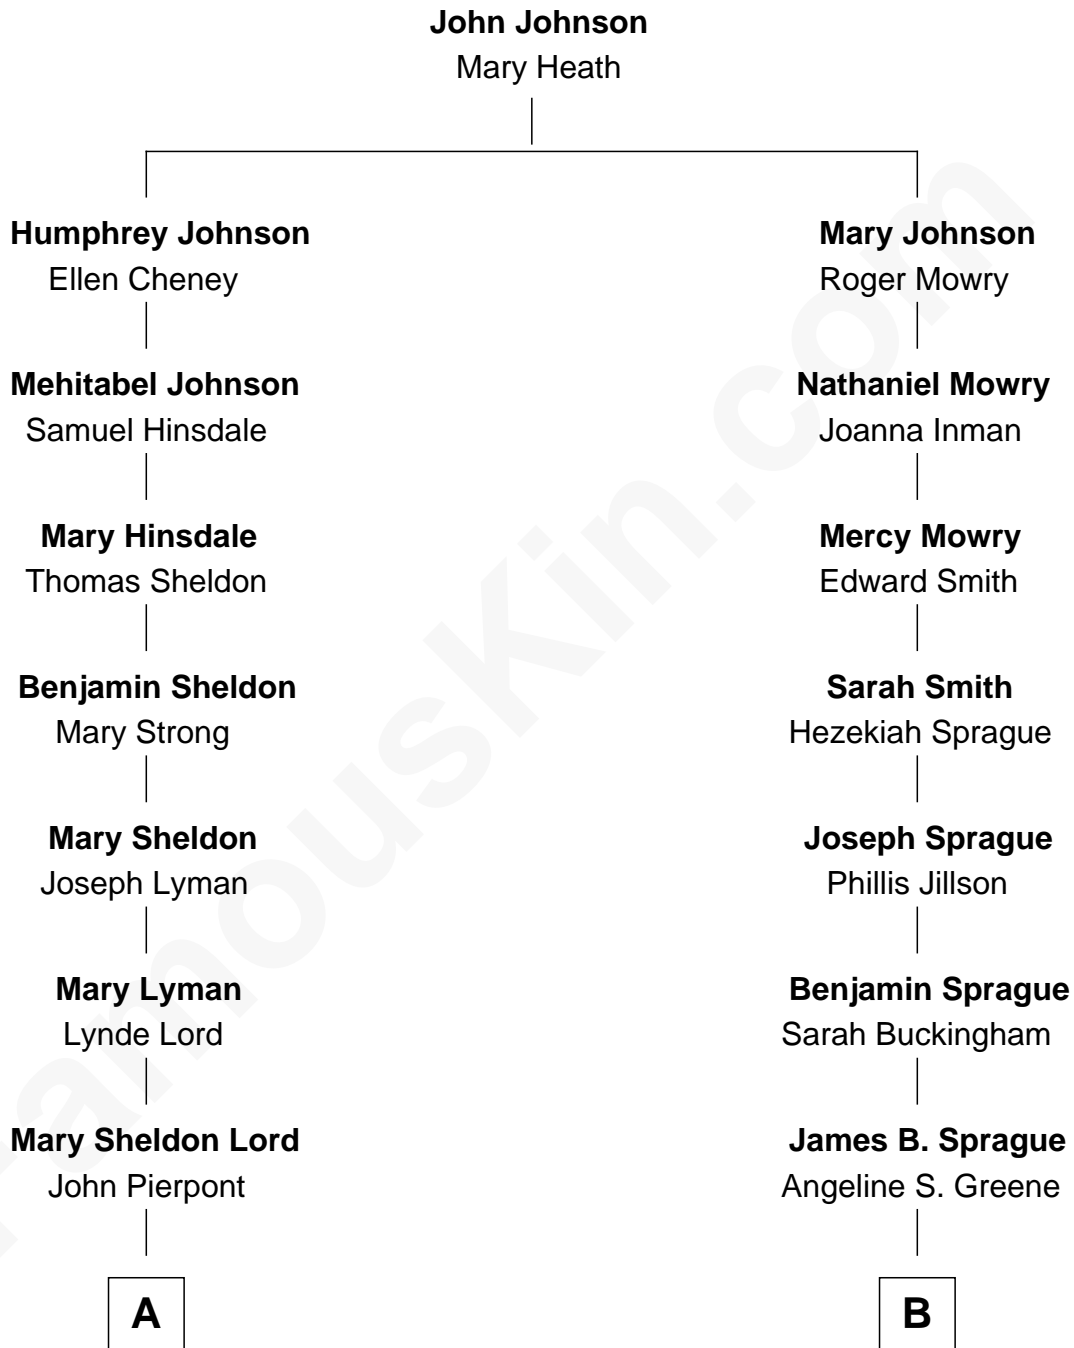 John Johnson
Mary Heath
Humphrey Johnson
Ellen Cheney
Mary Johnson
Roger Mowry
Mehitabel Johnson
Samuel Hinsdale
Nathaniel Mowry
Joanna Inman
Mary Hinsdale
Thomas Sheldon
Mercy Mowry
Edward Smith
Benjamin Sheldon
Mary Strong
Sarah Smith
Hezekiah Sprague
Mary Sheldon
Joseph Lyman
Joseph Sprague
Phillis Jillson
Mary Lyman
Lynde Lord
Benjamin Sprague
Sarah Buckingham
Mary Sheldon Lord
John Pierpont
James B. Sprague
Angeline S. Greene
A
B
FamousKin.com